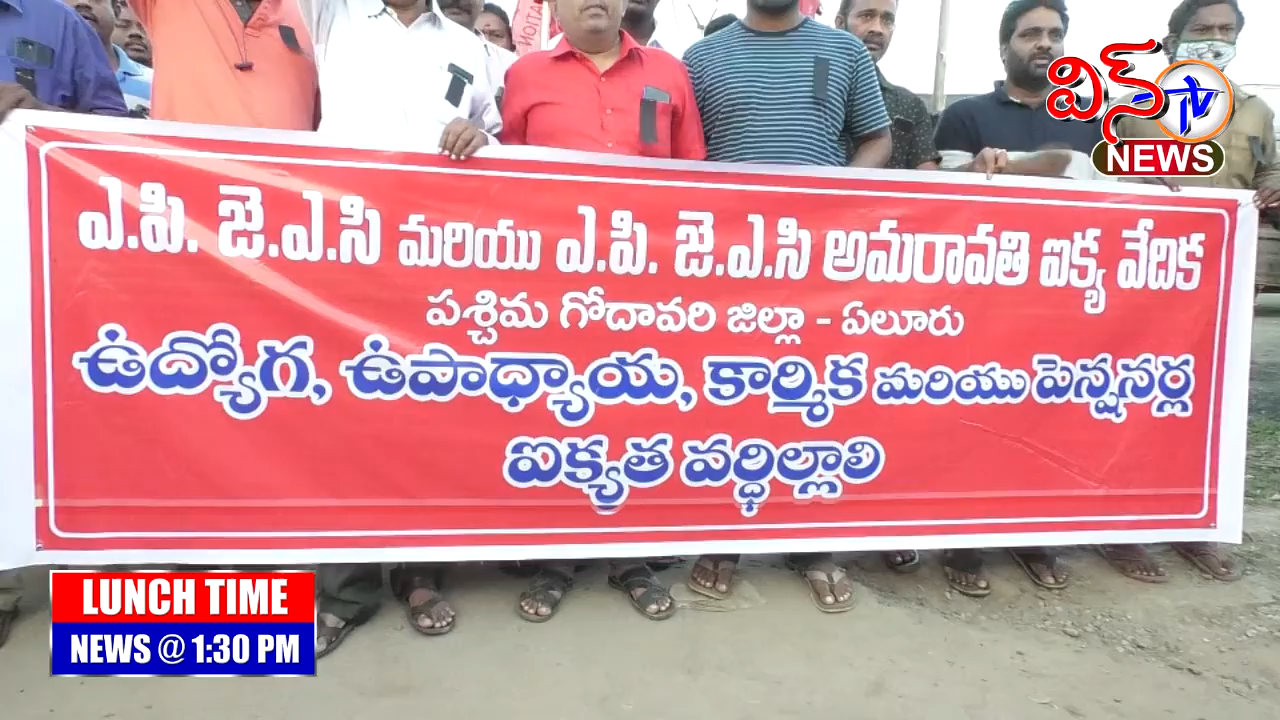 విస్ TV
NEWS
ఎ.పి. జె.ఎ.సి మరియు ఎ.పి. జె.ఎ.సి అమరావతి ఐక్య వేదిక
పశ్చిమ గోదావరి జిల్లా - ఏలూరు
ఉద్యోగ, ఉపాధ్యాయ, కార్మిక మరియు పెన్షనర్ల
ఐక్యత వర్ధిల్లాలి
LUNCH TIME
NEWS @ 1:30 PM